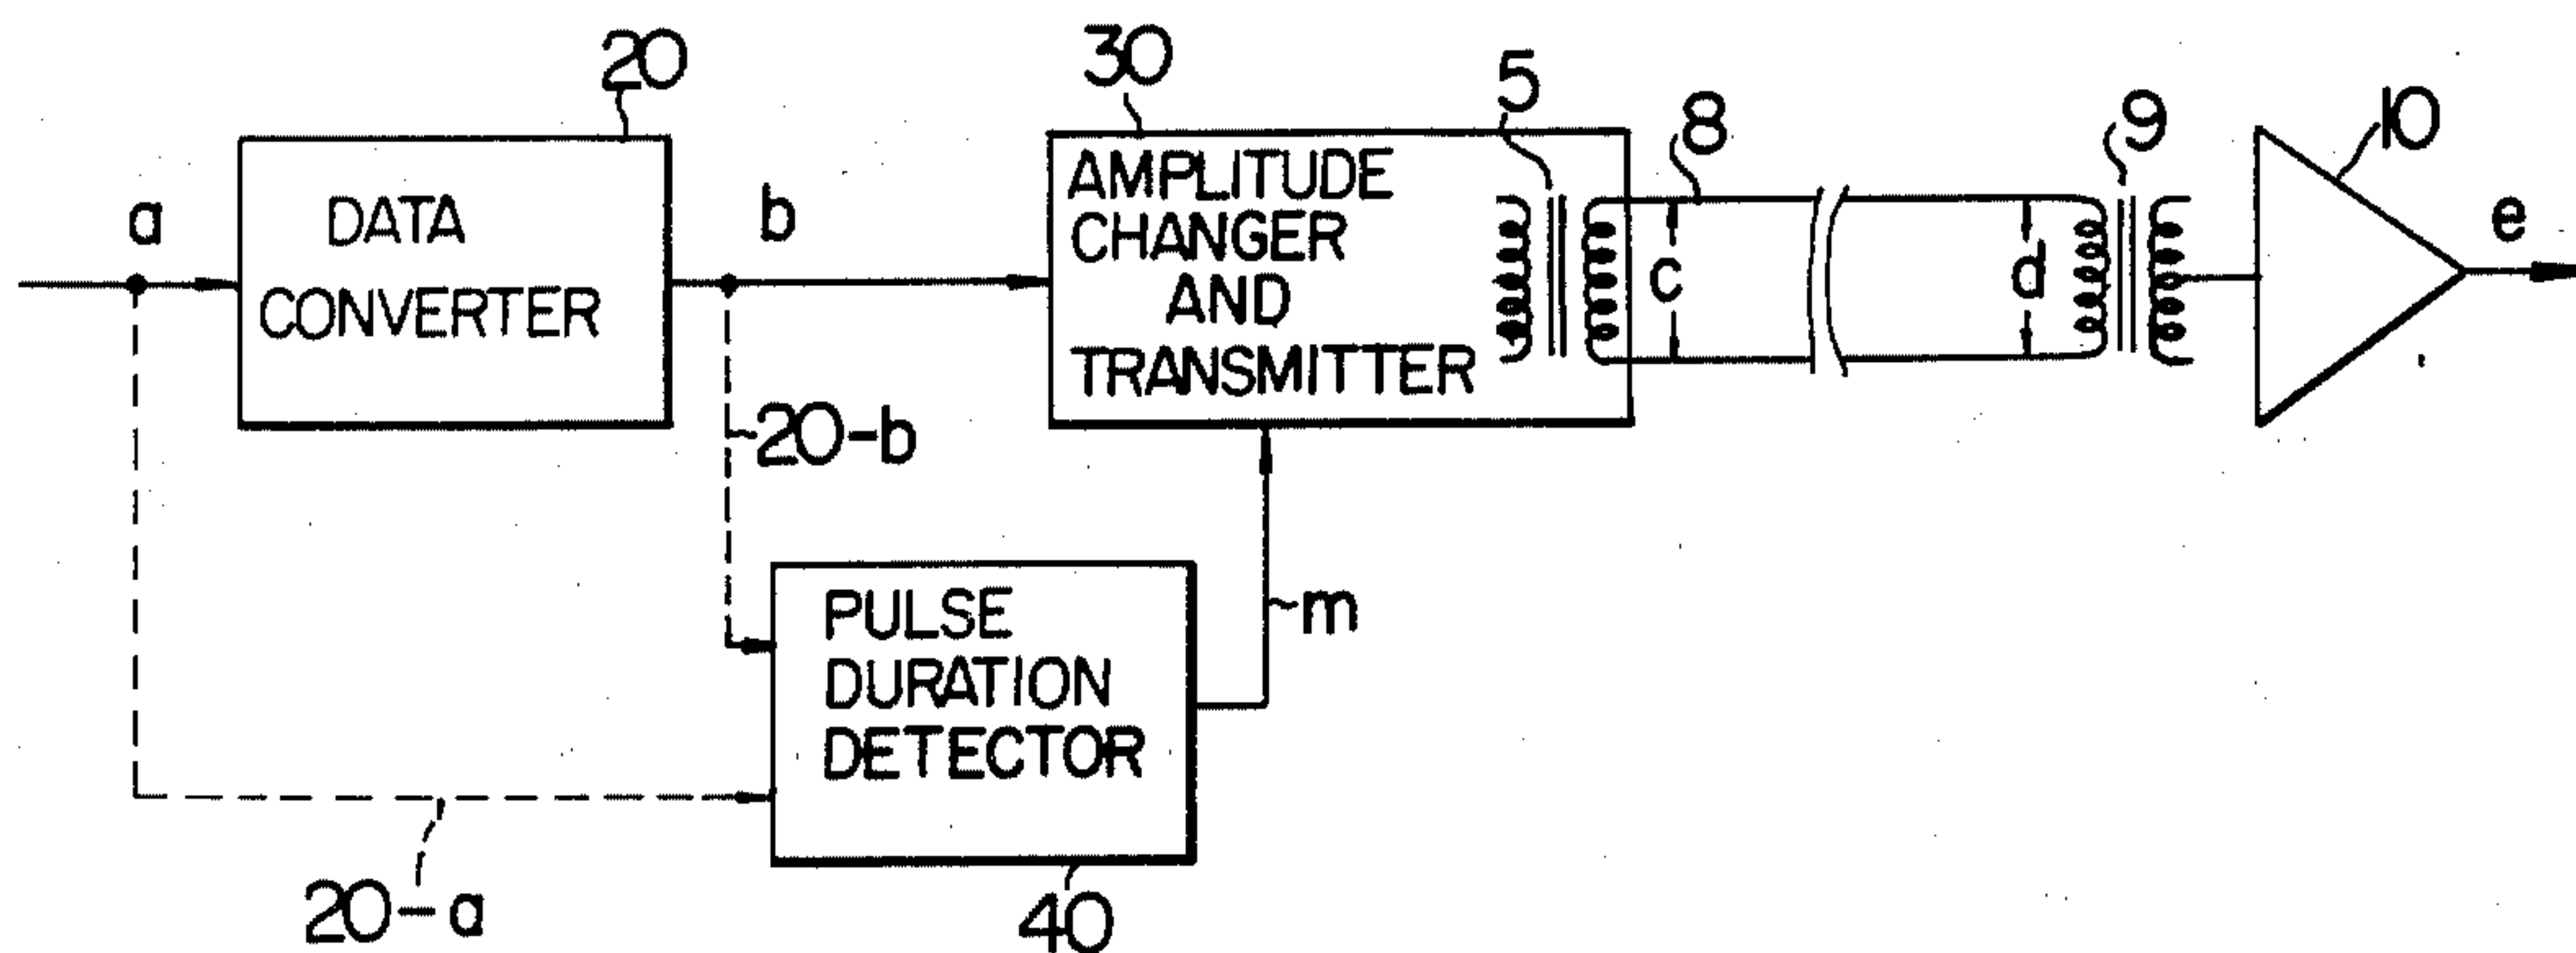 20
30
5
8
9
10
a
DATA
CONVERTER
b
AMPLITUDE
CHANGER
AND
TRANSMITTER
c
d
e
20-b
PULSE
DURATION
DETECTOR
m
20-a
40